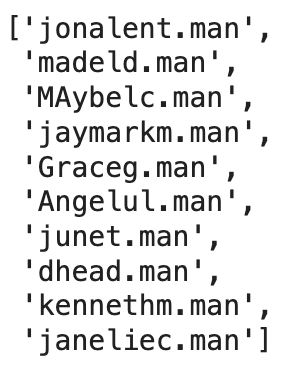 ['jonalent.man',
'madeld.man',
'MAybelc.man',
'jaymarkm.man',
'Graceg.man',
'Angelul.man',
'junet.man',
'dhead.man',
'kennethm.man',
'janeliec.man']